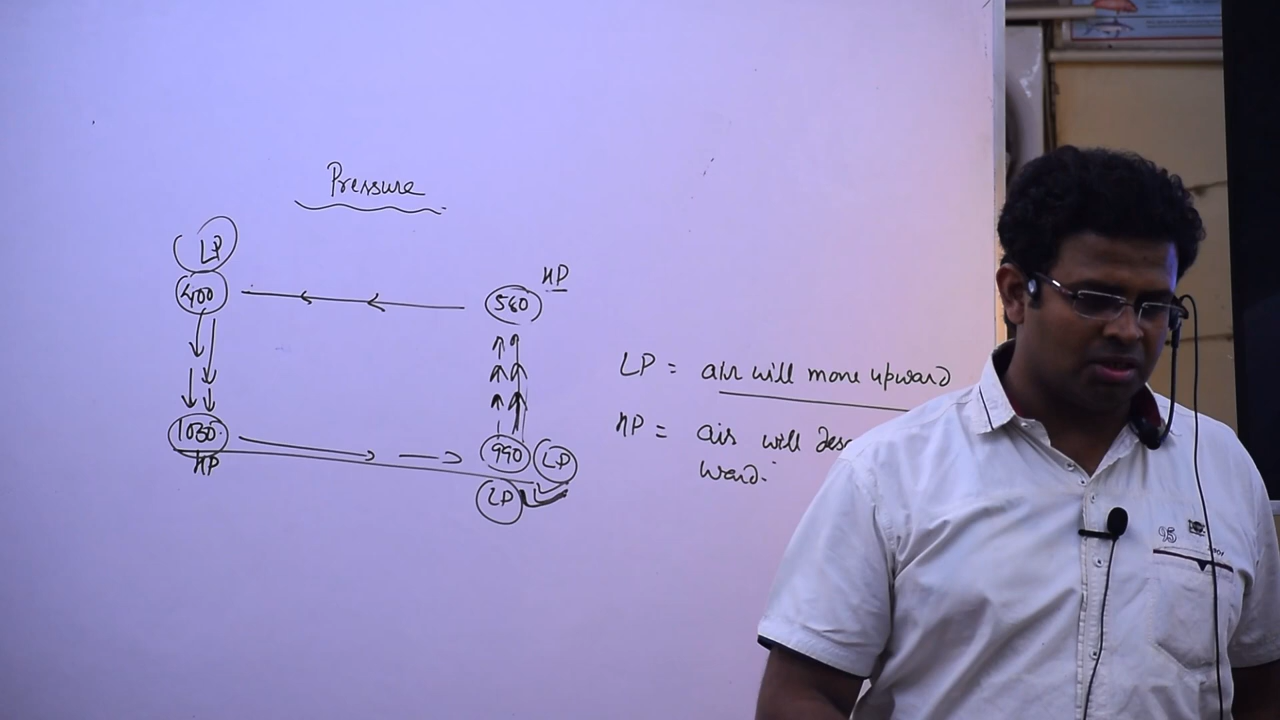 Pressure
LP
400
560
HP
1030
HP
990
LP
LP
LP = air will move upward
HP = air will
ward.
95